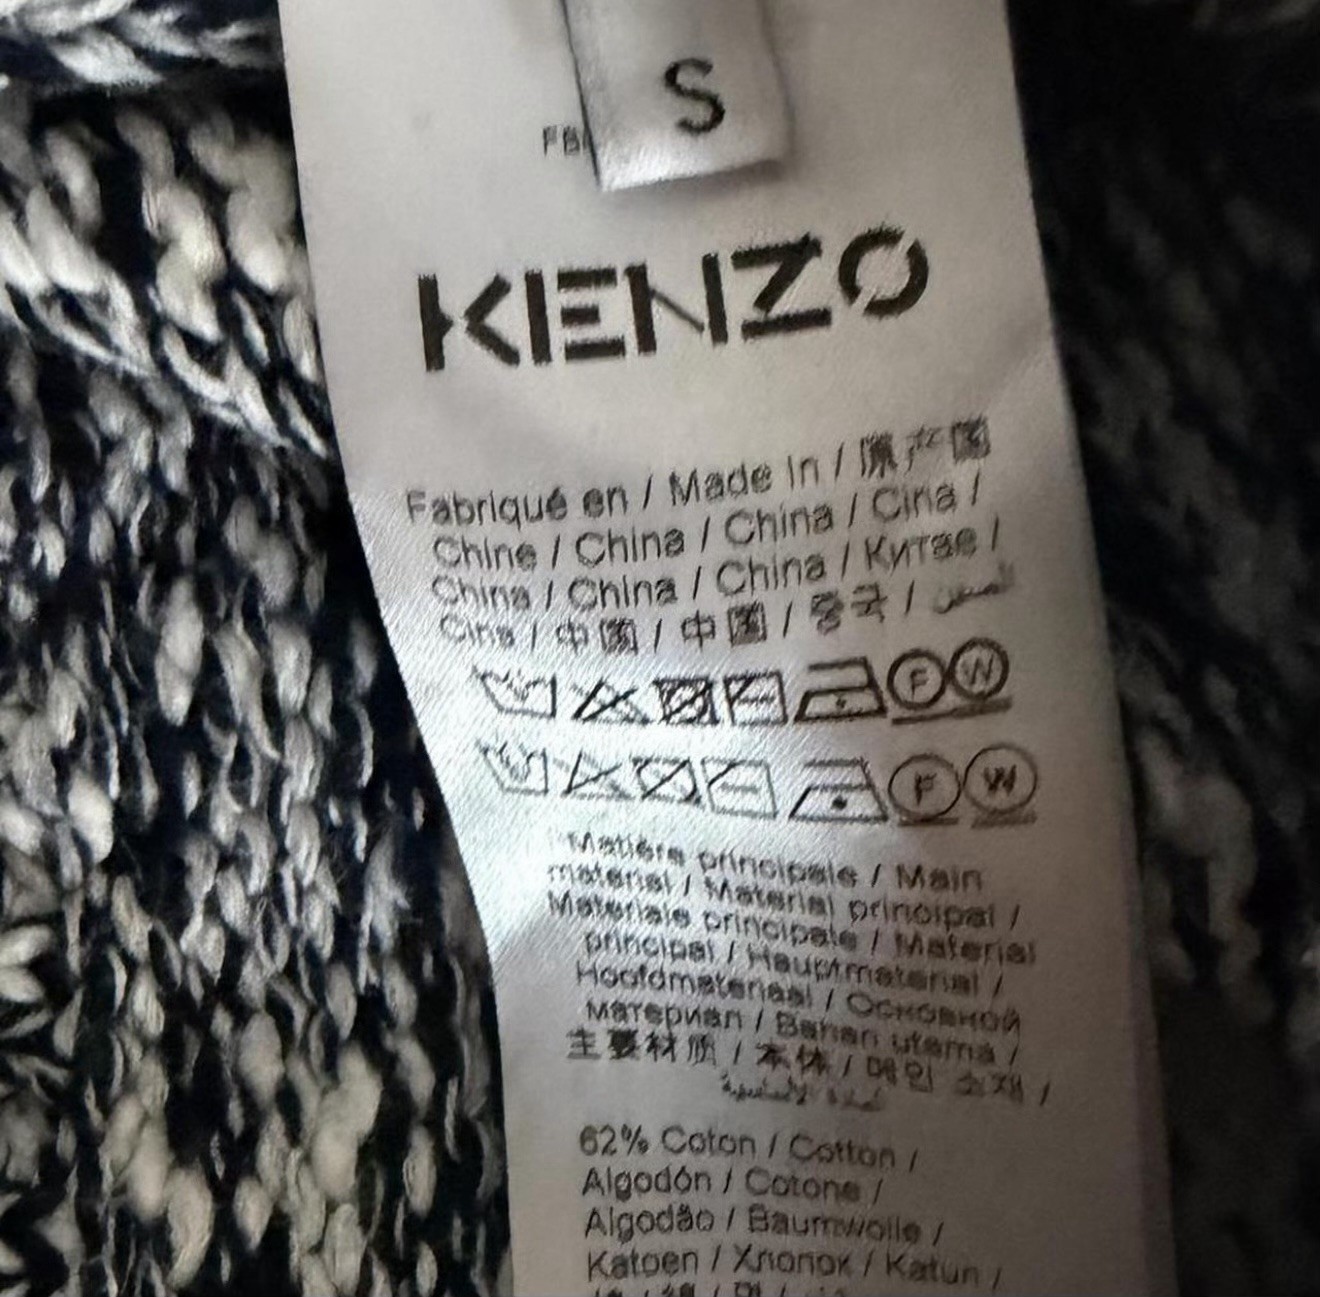 S
KENZO
Fabriqué en / Made in / 原产国
Chine / China / China / Cina /
China / China / China / Китае /
Cina / 中国 / 中国 / 중국 / الصين
F W
F W
Matière principale / Main
material / Material principal /
Materiale principale / Material
principal / Hauptmaterial /
Hoofdmateriaal / Основной
материал / Bahan utama /
主要材质 / 本体 / 메인 소재 /
62% Coton / Cotton /
Algodón / Cotone /
Algodão / Baumwolle /
Katoen / Хлопок / Katun /